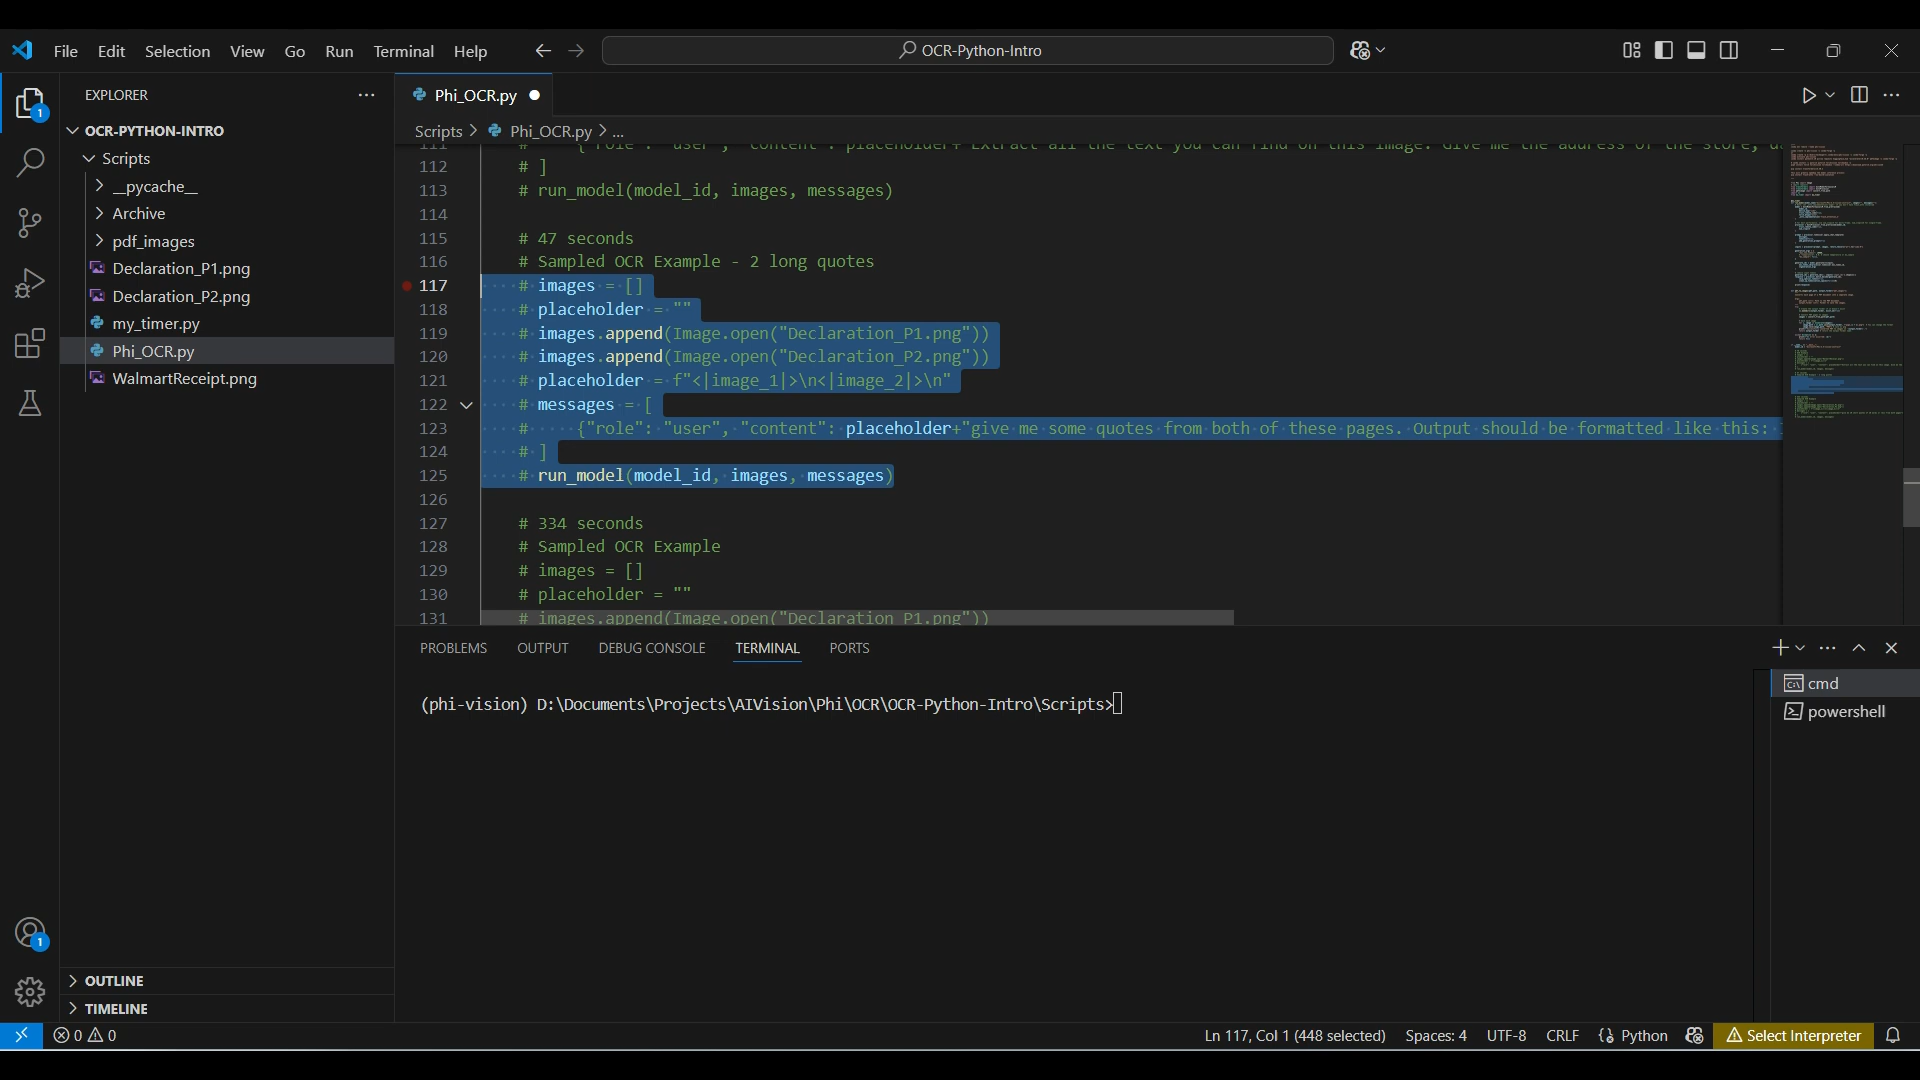 File Edit Selection View Go Run Terminal Help
OCR-Python-Intro
EXPLORER
OCR-PYTHON-INTRO
Scripts
__pycache__
Archive
pdf_images
Declaration_P1.png
Declaration_P2.png
my_timer.py
Phi_OCR.py
WalmartReceipt.png
OUTLINE
TIMELINE
Phi_OCR.py
Scripts > Phi_OCR.py > ...
112 # ]
113 # run_model(model_id, images, messages)
114
115 # 47 seconds
116 # Sampled OCR Example - 2 long quotes
117 # images = []
118 # placeholder = ""
119 # images.append(Image.open("Declaration_P1.png"))
120 # images.append(Image.open("Declaration_P2.png"))
121 # placeholder = f"<|image_1|>\n<|image_2|>\n"
122 # messages = [
123 #     {"role": "user", "content": placeholder+"give me some quotes from both of these pages. Output should be formatted like this:
124 # ]
125 # run_model(model_id, images, messages)
126
127 # 334 seconds
128 # Sampled OCR Example
129 # images = []
130 # placeholder = ""
131 # images.append(Image.open("Declaration_P1.png"))
PROBLEMS OUTPUT DEBUG CONSOLE TERMINAL PORTS
(phi-vision) D:\Documents\Projects\AIVision\Phi\OCR\OCR-Python-Intro\Scripts>
cmd
powershell
0 0
Ln 117, Col 1 (448 selected) Spaces: 4 UTF-8 CRLF Python Select Interpreter
1
1